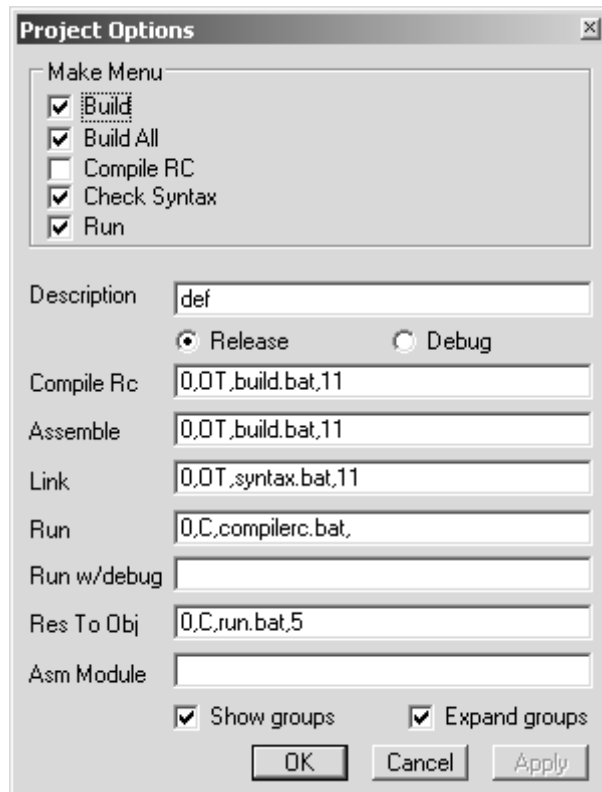 Project Options
Make Menu
Build
Build All
Compile RC
Check Syntax
Run
Description def
Release Debug
Compile Rc 0,OT,build.bat,11
Assemble 0,OT,build.bat,11
Link 0,OT,syntax.bat,11
Run 0,C,compilerc.bat,
Run w/debug
Res To Obj 0,C,run.bat,5
Asm Module
Show groups Expand groups
OK Cancel Apply